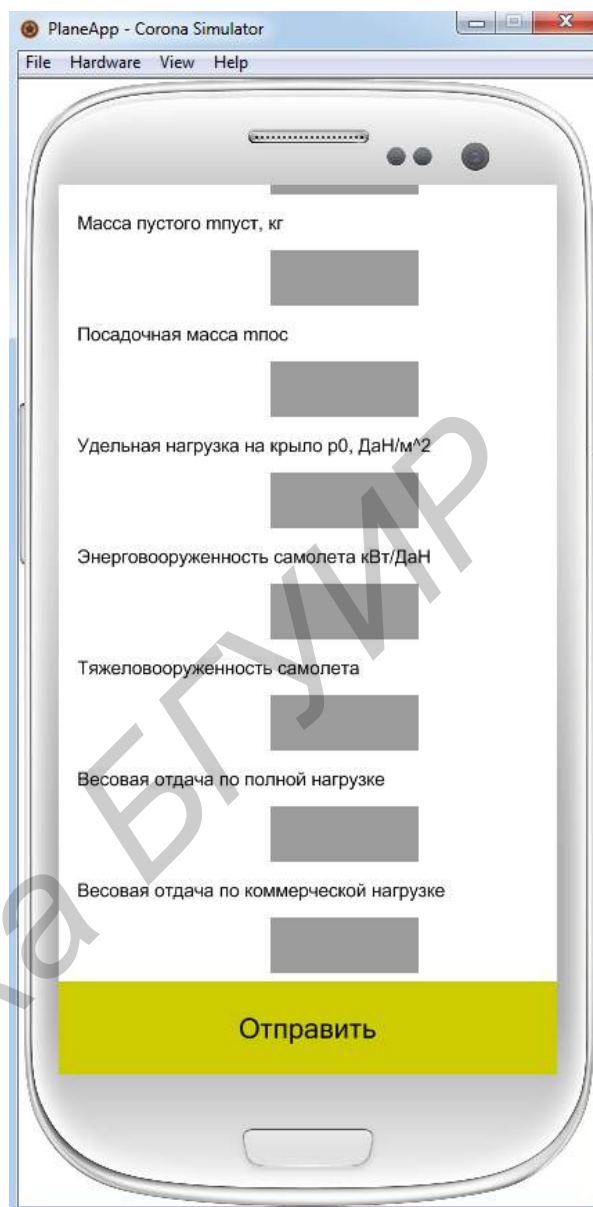 PlaneApp - Corona Simulator
File Hardware View Help
Масса пустого mпуст, кг
Посадочная масса mпос
Удельная нагрузка на крыло p0, ДаН/м^2
Энерговооруженность самолета кВт/ДаН
Тяжеловооруженность самолета
Весовая отдача по полной нагрузке
Весовая отдача по коммерческой нагрузке
Отправить
ка БГУИР